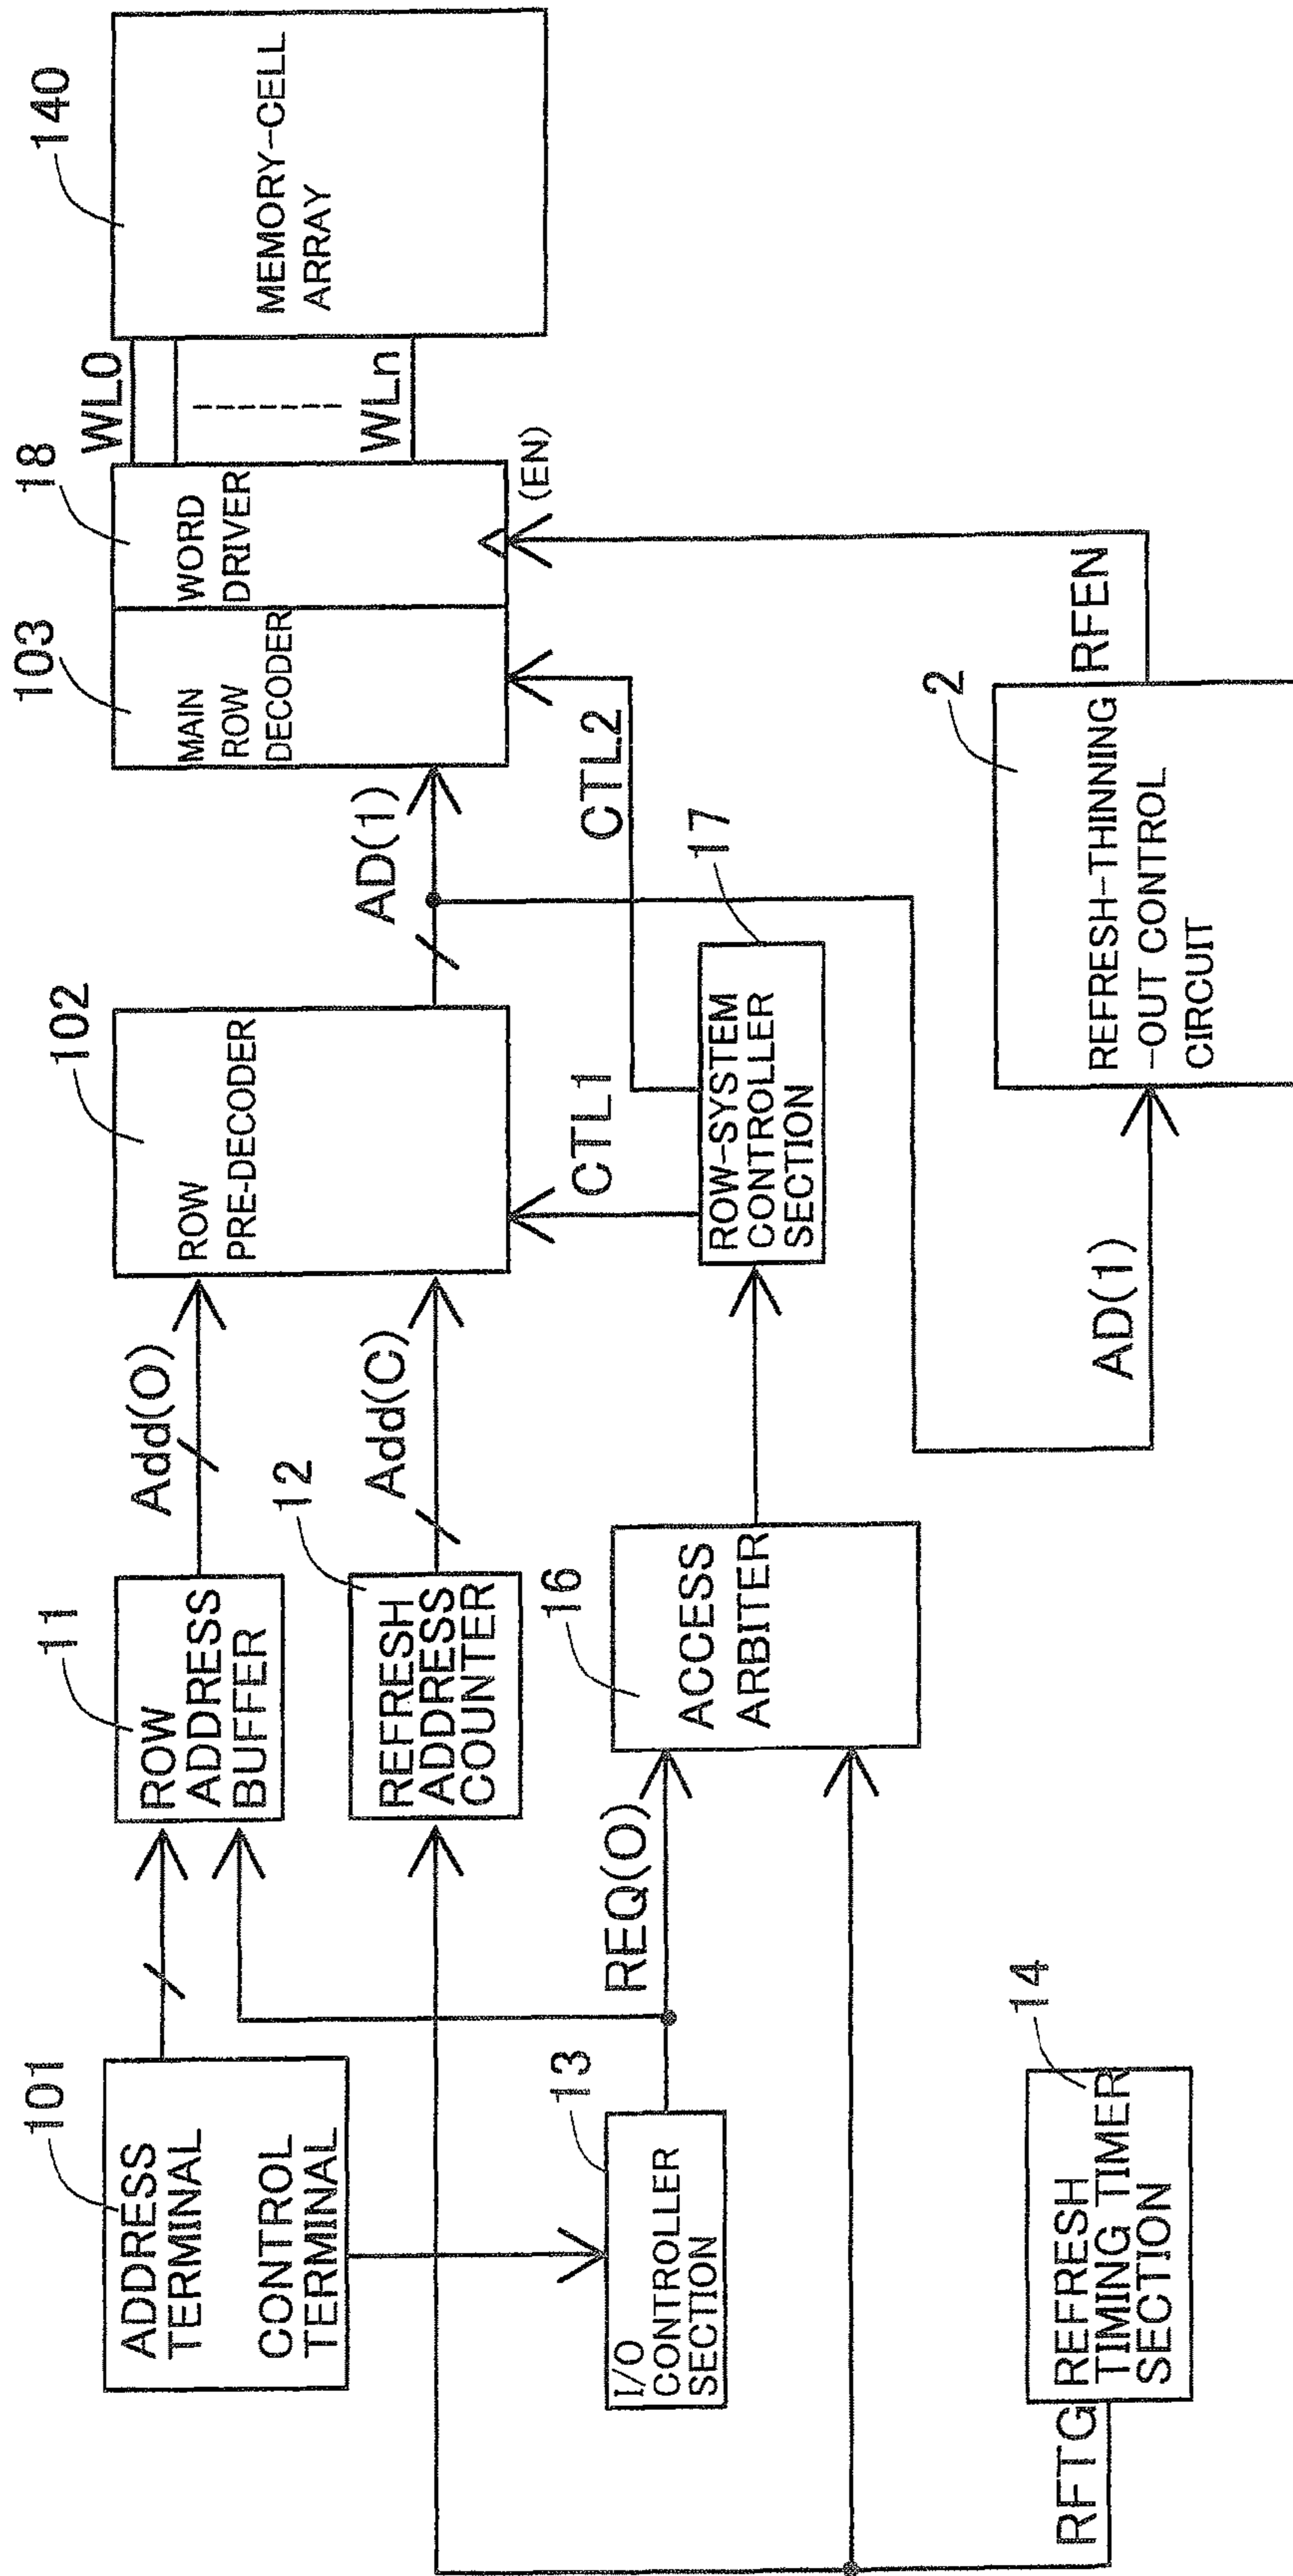 101
ADDRESS
TERMINAL
CONTROL
TERMINAL
11
ROW
ADDRESS
BUFFER
Add(O)
12
REFRESH
ADDRESS
COUNTER
Add(C)
102
ROW
PRE-DECODER
AD(1)
103
MAIN
ROW
DECODER
18
WORD
DRIVER
(EN)
WL0
WLn
140
MEMORY-CELL
ARRAY
13
I/O
CONTROLLER
SECTION
REQ(O)
16
ACCESS
ARBITER
17
ROW-SYSTEM
CONTROLLER
SECTION
CTL1
CTL2
14
REFRESH
TIMING TIMER
SECTION
RFTG
AD(1)
2
REFRESH-THINNING
-OUT CONTROL
CIRCUIT
RFEN